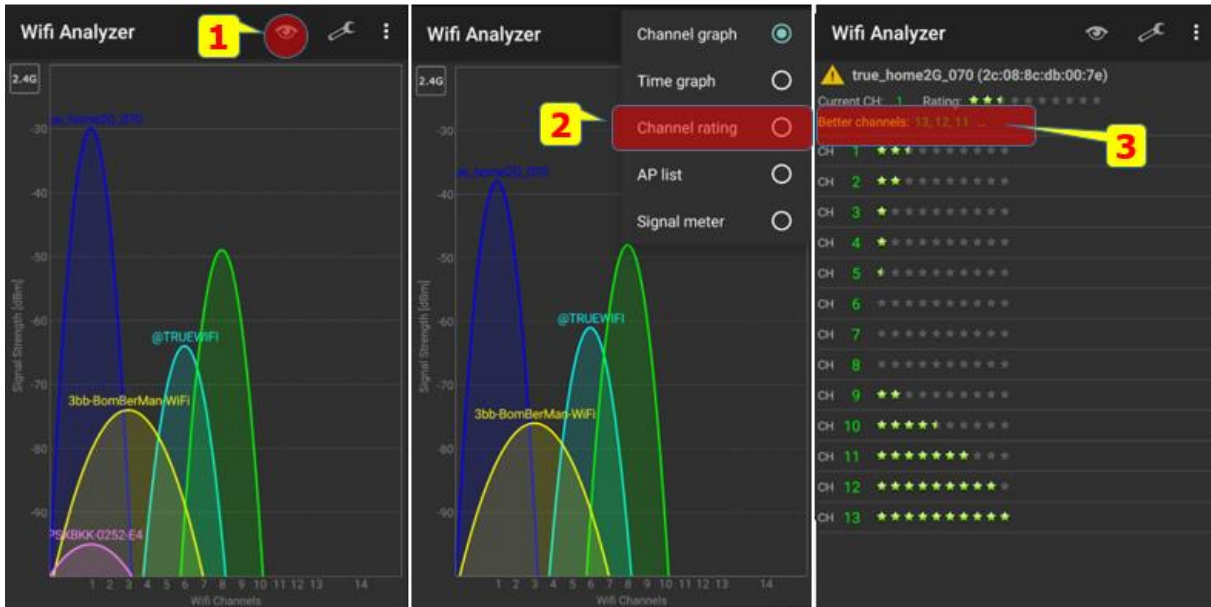 Wifi Analyzer
1
2.4G
ue_home2G_070
-30
-40
-50
-60
-70
-80
-90
Signal Strength [dBm]
@TRUEWIFI
3bb-BomBerMan-WiFi
PSXBKK-0252-E4
1 2 3 4 5 6 7 8 9 10 11 12 13 14
Wifi Channels
Wifi Analyzer
Channel graph
Time graph
2
Channel rating
AP list
Signal meter
2.4G
ue_home2G_070
-30
-40
-50
-60
-70
-80
-90
Signal Strength [dBm]
@TRUEWIFI
3bb-BomBerMan-WiFi
1 2 3 4 5 6 7 8 9 10 11 12 13 14
Wifi Channels
Wifi Analyzer
true_home2G_070 (2c:08:8c:db:00:7e)
Current CH: 1 Rating:
Better channels: 13, 12, 11 ...
3
CH 1
CH 2
CH 3
CH 4
CH 5
CH 6
CH 7
CH 8
CH 9
CH 10
CH 11
CH 12
CH 13